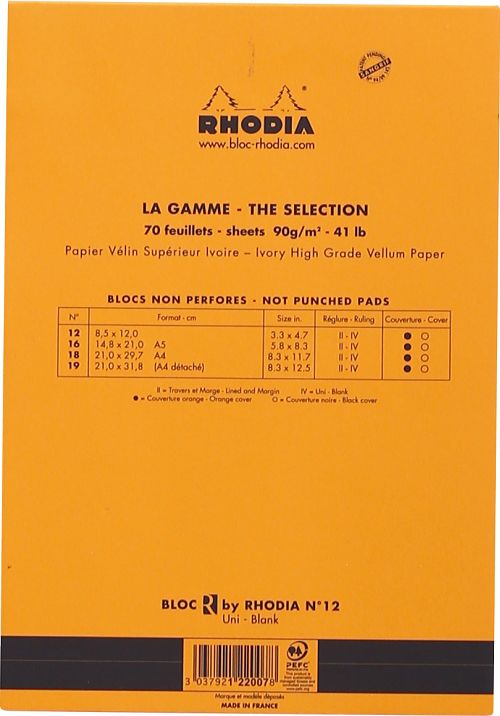 SANGRIF
RHODIA
www.bloc-rhodia.com
LA GAMME - THE SELECTION
70 feuillets - sheets 90g/m² - 41 lb
Papier Vélin Supérieur Ivoire – Ivory High Grade Vellum Paper
BLOCS NON PERFORES - NOT PUNCHED PADS
N° Format - cm Size in. Réglure - Ruling Couverture - Cover
12 8,5 x 12,0 3.3 x 4.7 II - IV ● ○
16 14,8 x 21,0 A5 5.8 x 8.3 II - IV ● ○
18 21,0 x 29,7 A4 8.3 x 11.7 II - IV ● ○
19 21,0 x 31,8 (A4 détaché) 8.3 x 12.5 II - IV ● ○
II = Travers et Marge - Lined and Margin IV = Uni - Blank
● = Couverture orange - Orange cover O = Couverture noire - Black cover
BLOC R by RHODIA N°12
Uni - Blank
3 037921 220078
PEFC
Marque et modèle déposés
MADE IN FRANCE